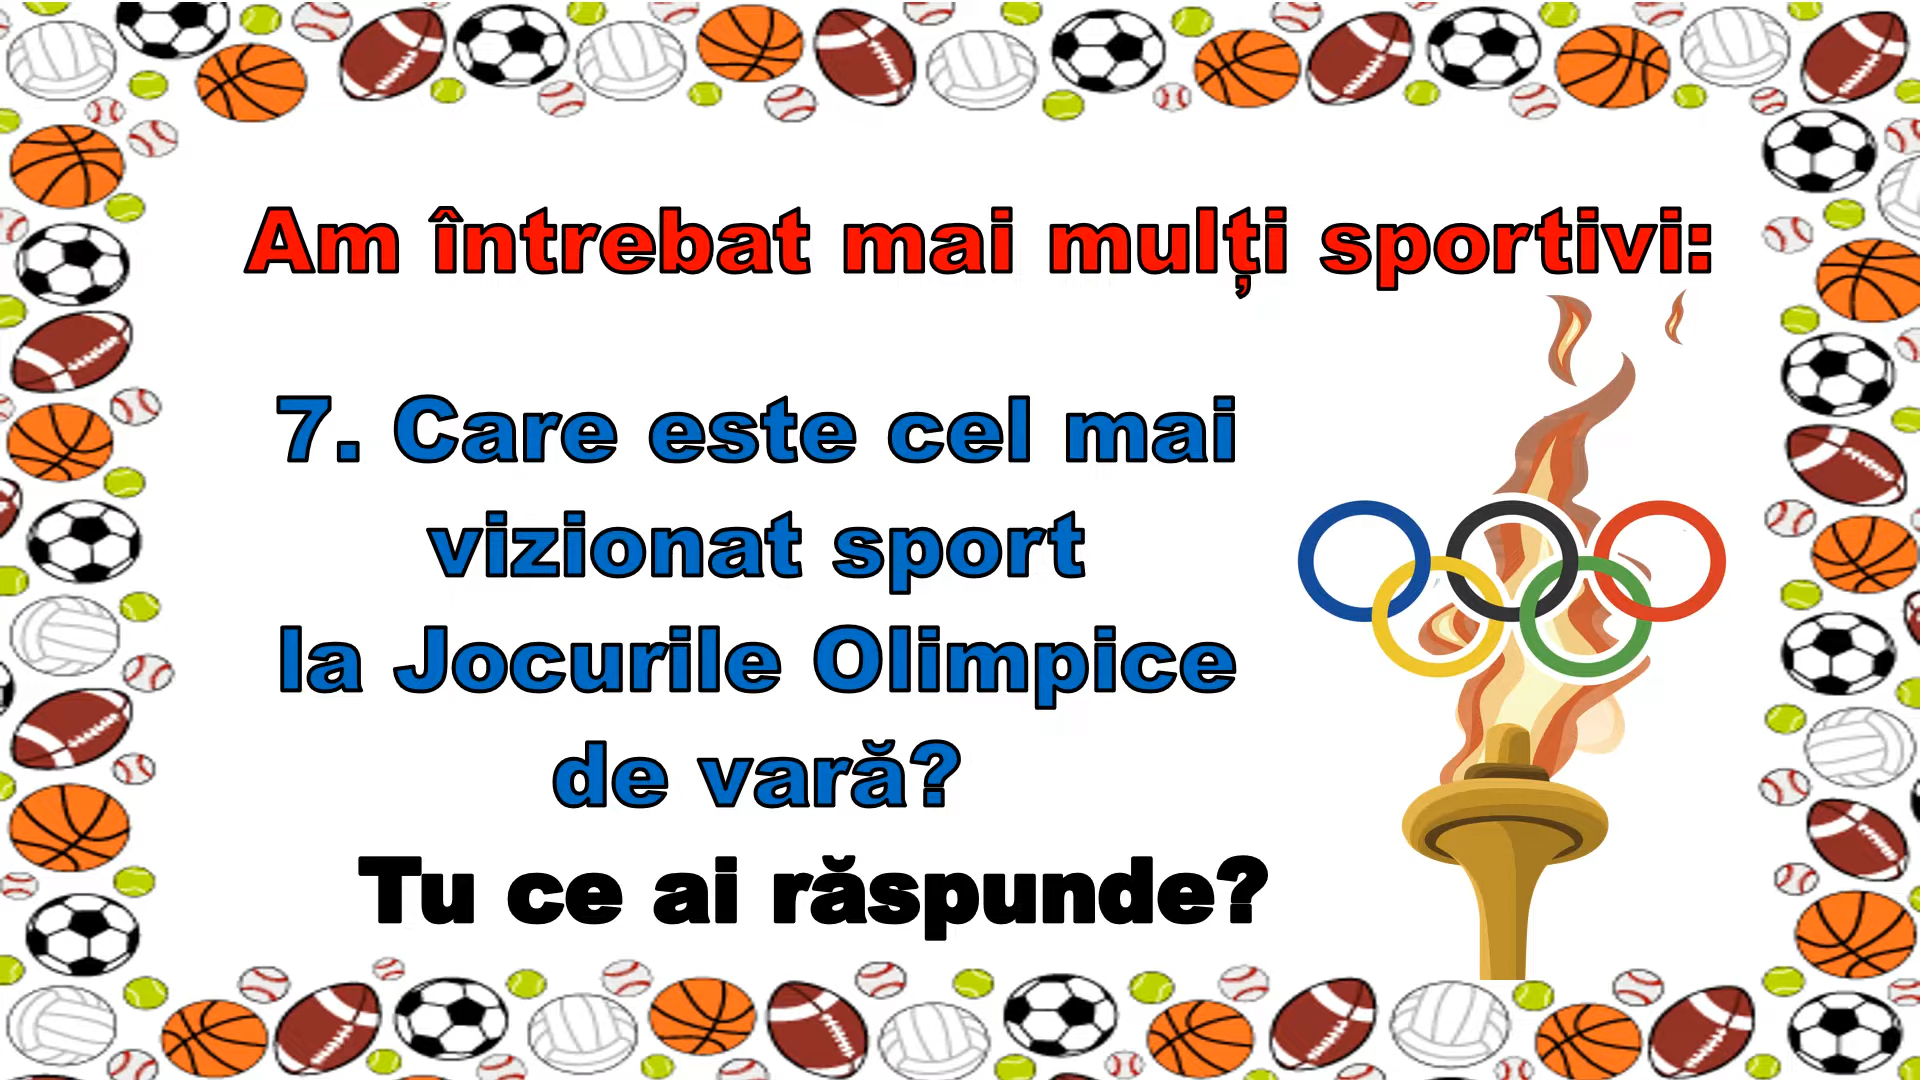 Am întrebat mai mulți sportivi:
7. Care este cel mai
vizionat sport
la Jocurile Olimpice
de vară?
Tu ce ai răspunde?